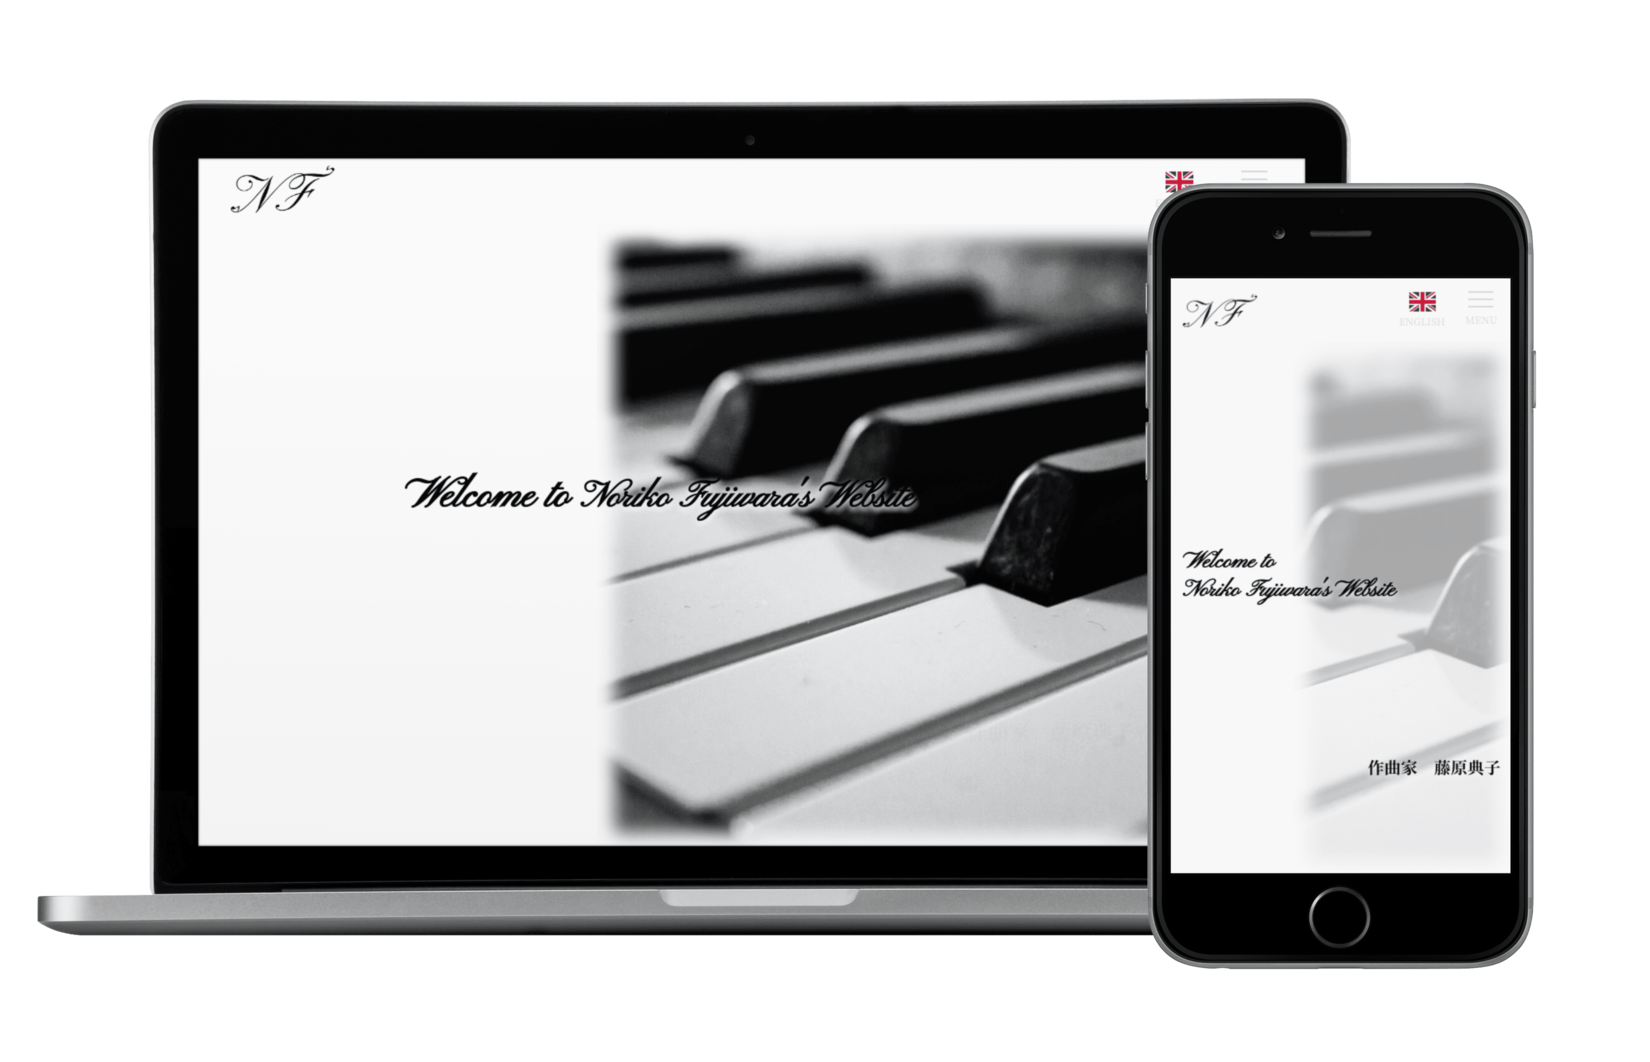 NF
Welcome to Noriko Fujiwara's Website
NF
ENGLISH
MENU
Welcome to
Noriko Fujiwara's Website
作曲家　藤原典子